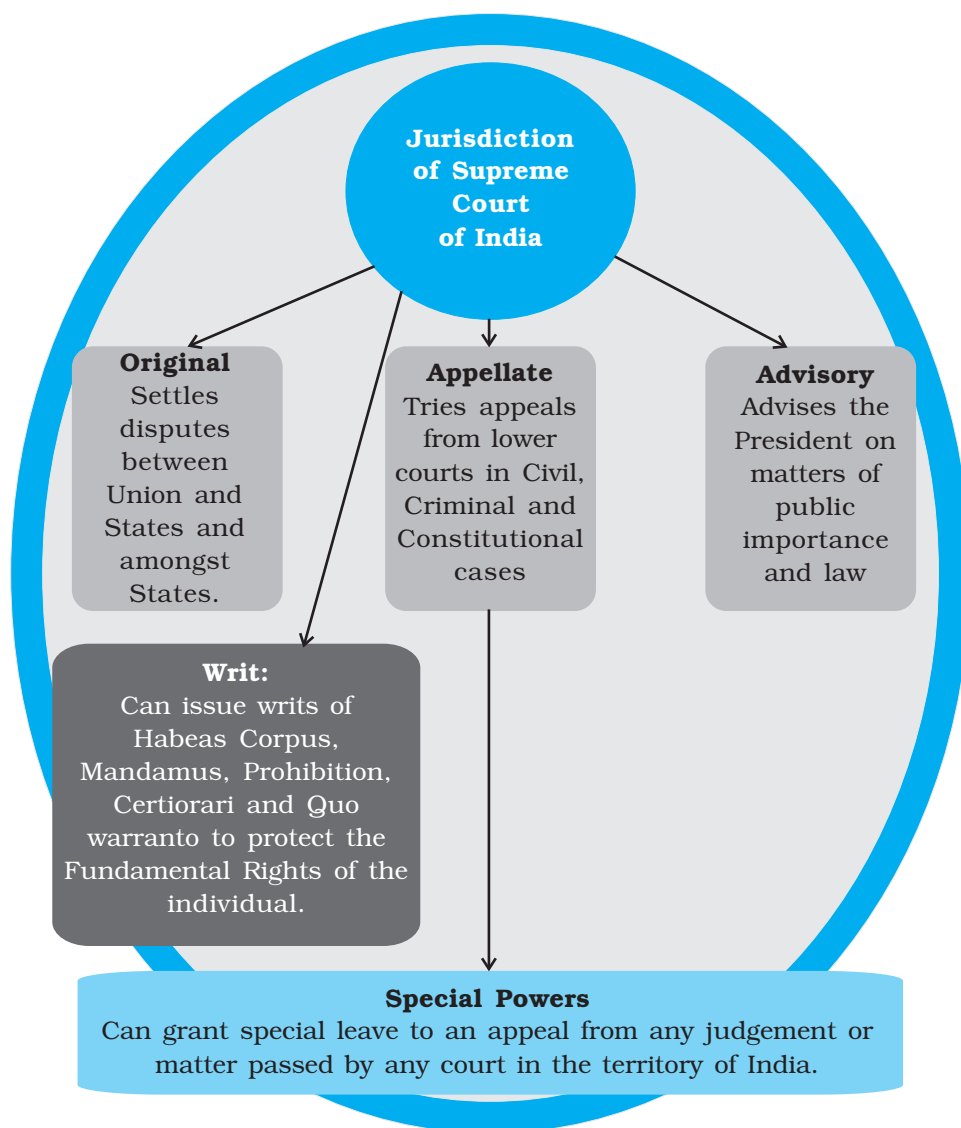 Jurisdiction
of Supreme
Court
of India
Original
Settles
disputes
between
Union and
States and
amongst
States.
Appellate
Tries appeals
from lower
courts in Civil,
Criminal and
Constitutional
cases
Advisory
Advises the
President on
matters of
public
importance
and law
Writ:
Can issue writs of
Habeas Corpus,
Mandamus, Prohibition,
Certiorari and Quo
warranto to protect the
Fundamental Rights of the
individual.
Special Powers
Can grant special leave to an appeal from any judgement or
matter passed by any court in the territory of India.